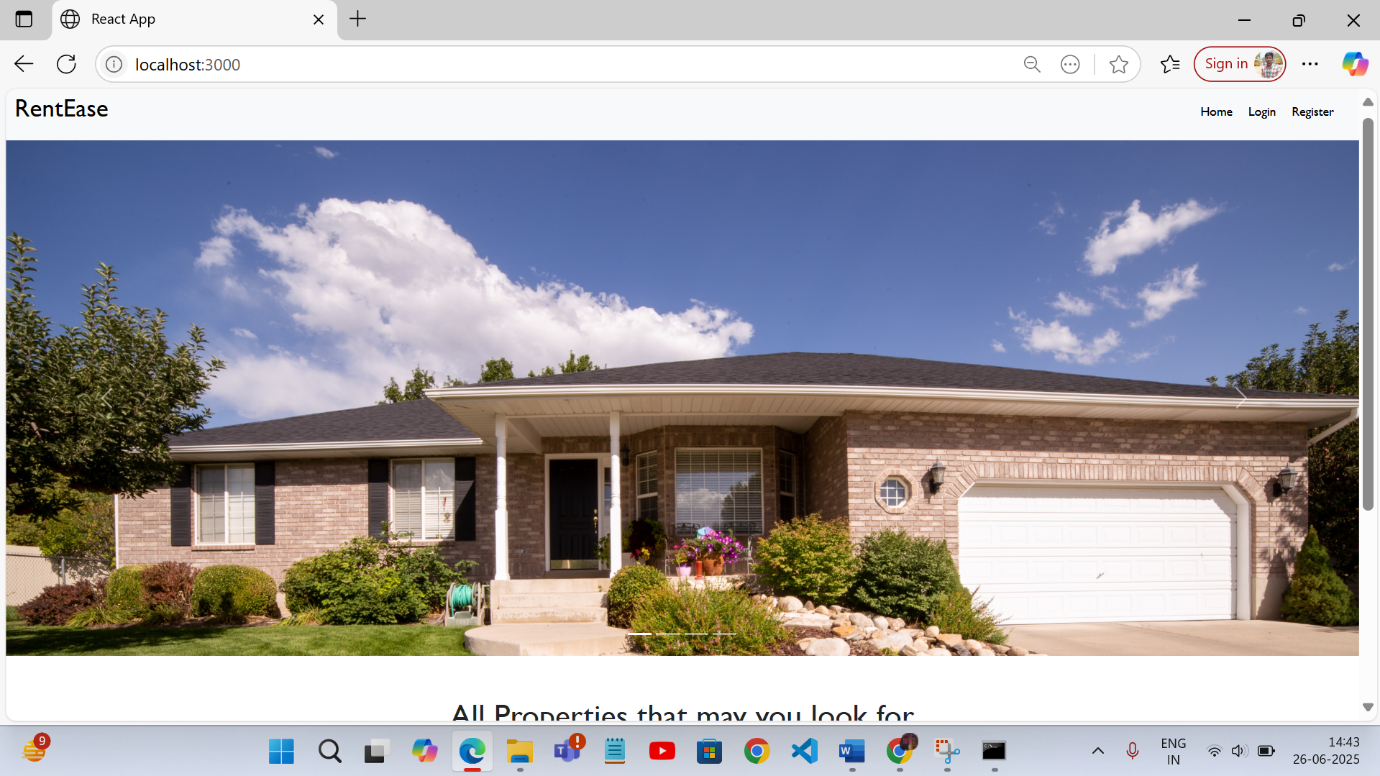 React App
localhost:3000
Sign in
RentEase
Home Login Register
All Properties that may you look for
9
ENG
IN
14:43
26-06-2025